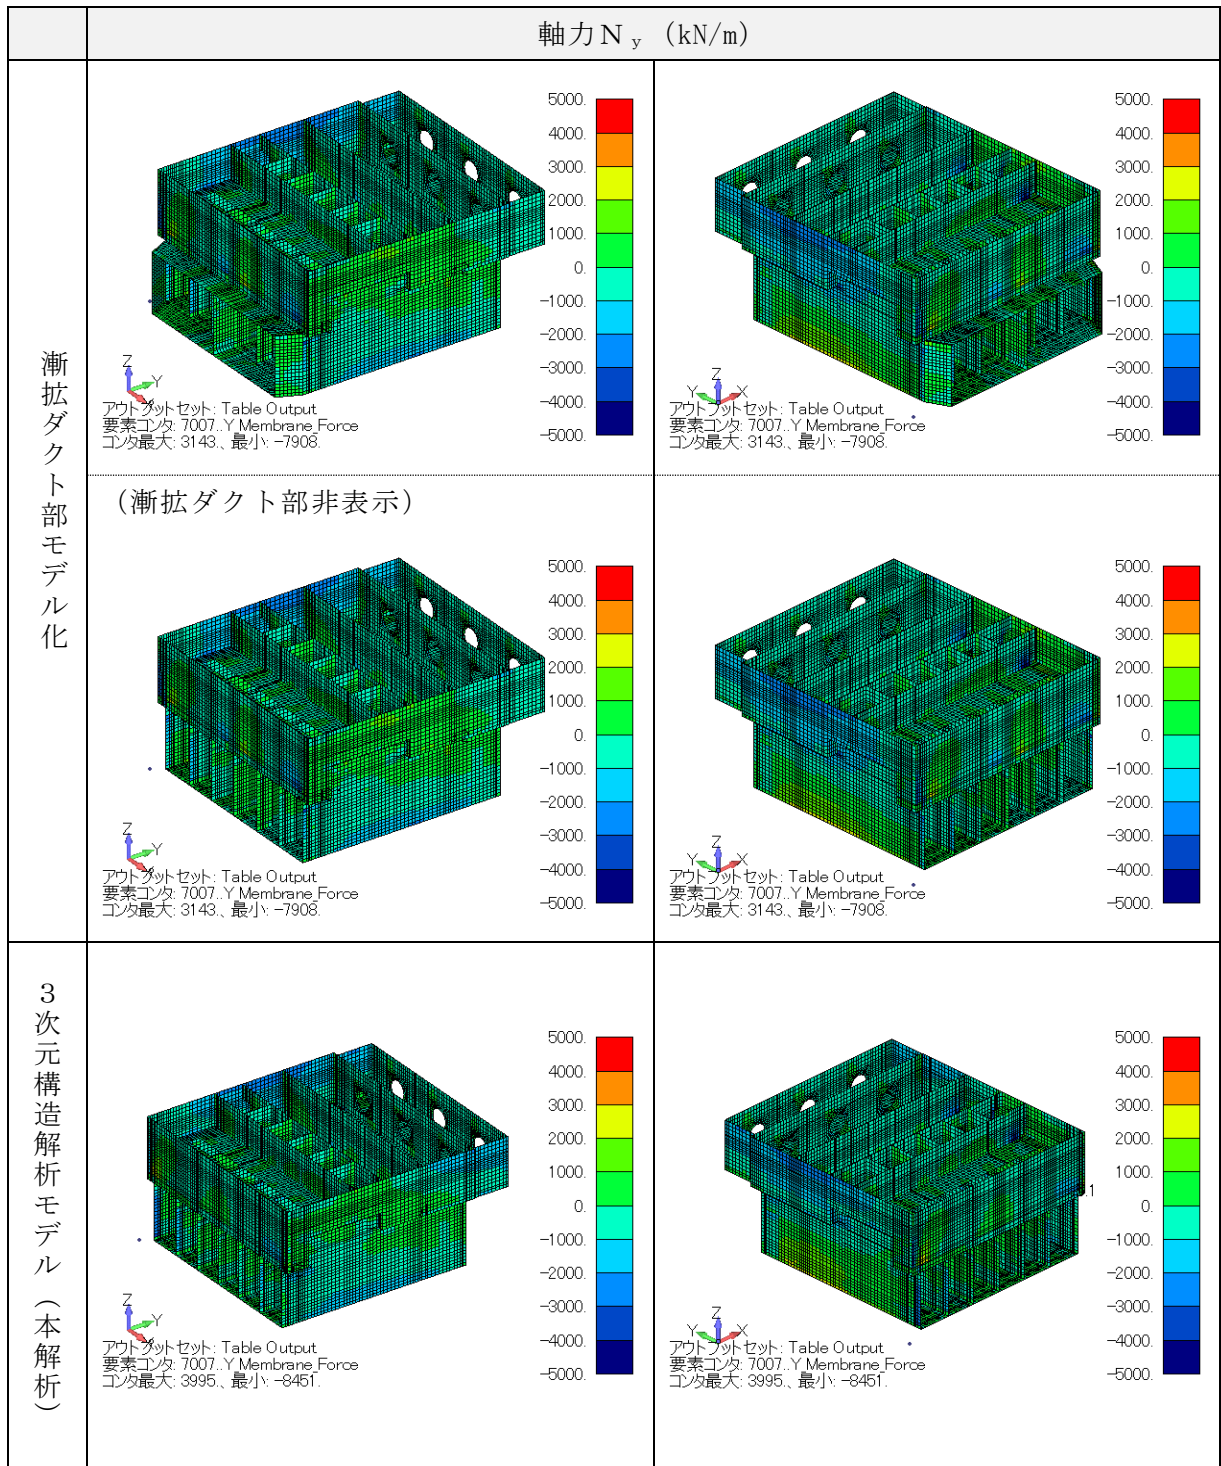 軸力Ｎｙ (kN/m)
漸拡ダクト部モデル化
5000.
4000.
3000.
2000.
1000.
0.
-1000.
-2000.
-3000.
-4000.
-5000.
Z
Y
アウトプットセット: Table Output
要素コンタ: 7007..Y Membrane Force
コンタ最大: 3143.、最小: -7908.
5000.
4000.
3000.
2000.
1000.
0.
-1000.
-2000.
-3000.
-4000.
-5000.
Z
Y X
アウトプットセット: Table Output
要素コンタ: 7007..Y Membrane Force
コンタ最大: 3143.、最小: -7908.
（漸拡ダクト部非表示）
5000.
4000.
3000.
2000.
1000.
0.
-1000.
-2000.
-3000.
-4000.
-5000.
Z
Y
アウトプットセット: Table Output
要素コンタ: 7007..Y Membrane Force
コンタ最大: 3143.、最小: -7908.
5000.
4000.
3000.
2000.
1000.
0.
-1000.
-2000.
-3000.
-4000.
-5000.
Z
Y X
アウトプットセット: Table Output
要素コンタ: 7007..Y Membrane Force
コンタ最大: 3143.、最小: -7908.
３次元構造解析モデル（本解析）
5000.
4000.
3000.
2000.
1000.
0.
-1000.
-2000.
-3000.
-4000.
-5000.
Z
Y
アウトプットセット: Table Output
要素コンタ: 7007..Y Membrane Force
コンタ最大: 3995.、最小: -8451.
5000.
4000.
3000.
2000.
1000.
0.
-1000.
-2000.
-3000.
-4000.
-5000.
Z
Y X
アウトプットセット: Table Output
要素コンタ: 7007..Y Membrane Force
コンタ最大: 3995.、最小: -8451.